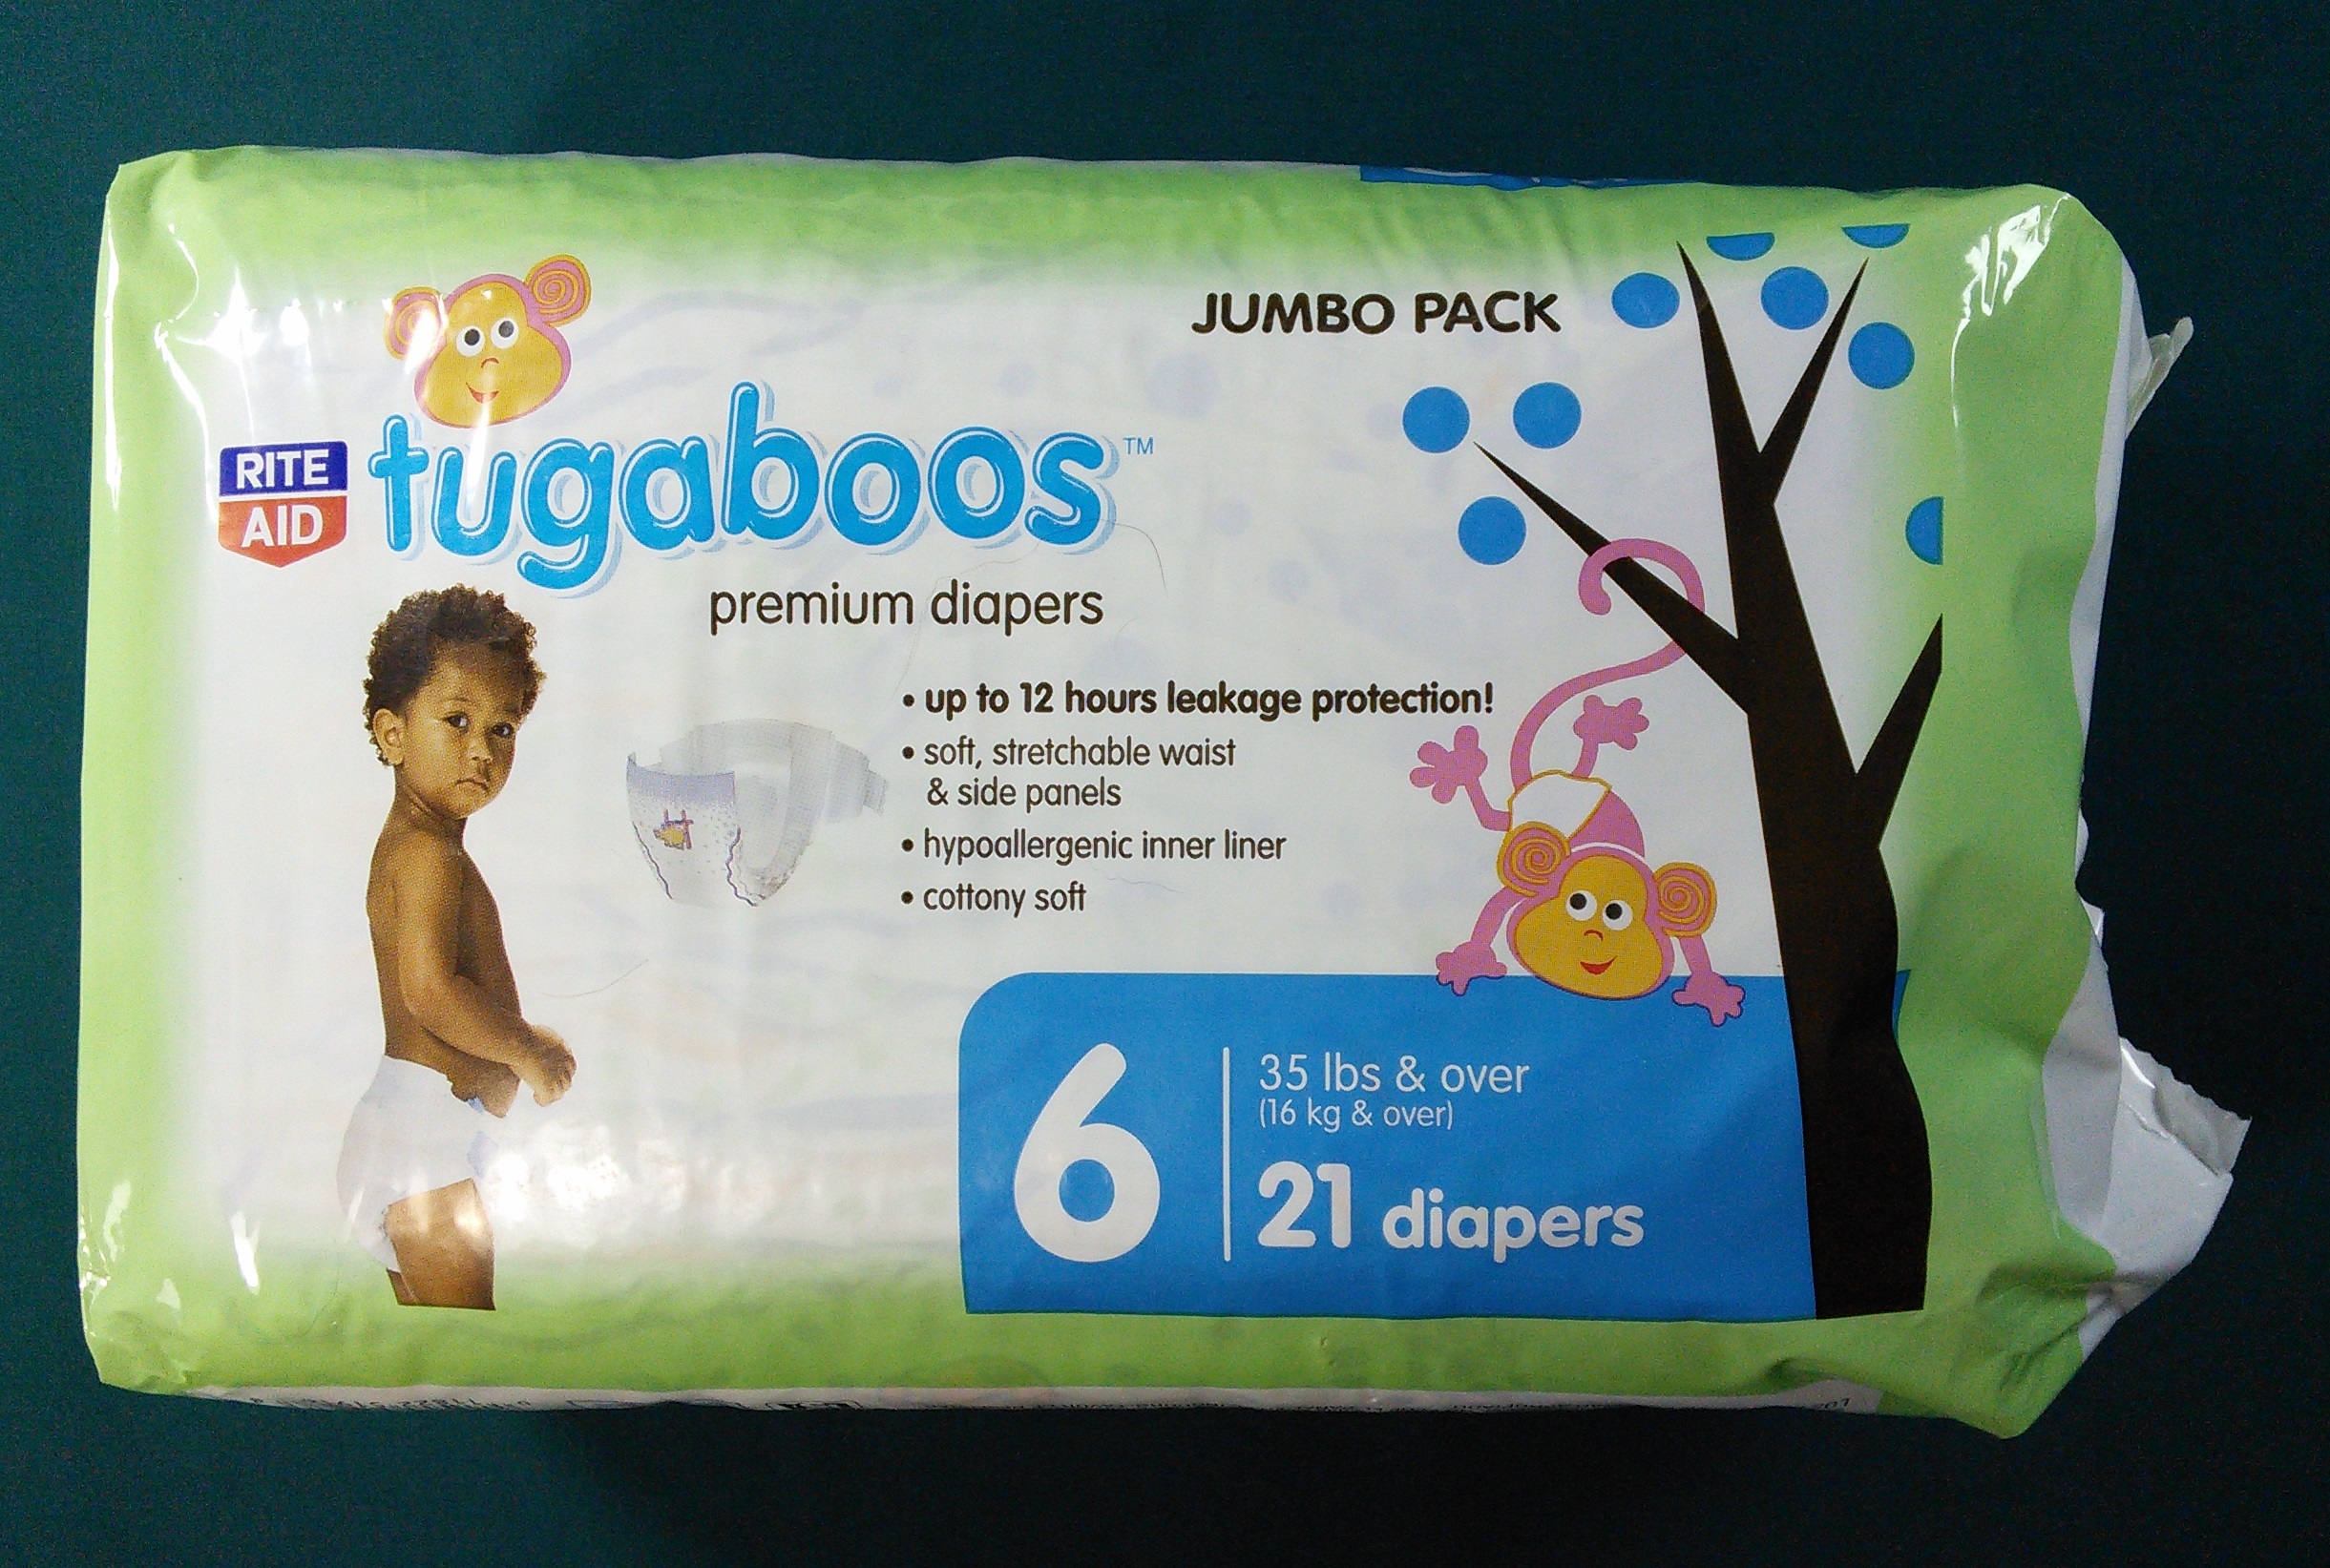 JUMBO PACK
RITE
AID
tugaboos™
premium diapers
• up to 12 hours leakage protection!
• soft, stretchable waist
& side panels
• hypoallergenic inner liner
• cottony soft
6
35 lbs & over
(16 kg & over)
21 diapers